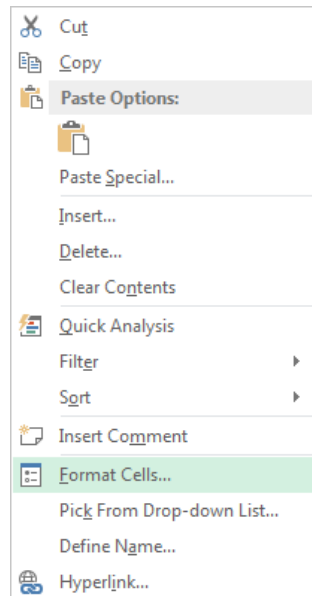 Cut
Copy
Paste Options:
Paste Special...
Insert...
Delete...
Clear Contents
Quick Analysis
Filter
Sort
Insert Comment
Format Cells...
Pick From Drop-down List...
Define Name...
Hyperlink...